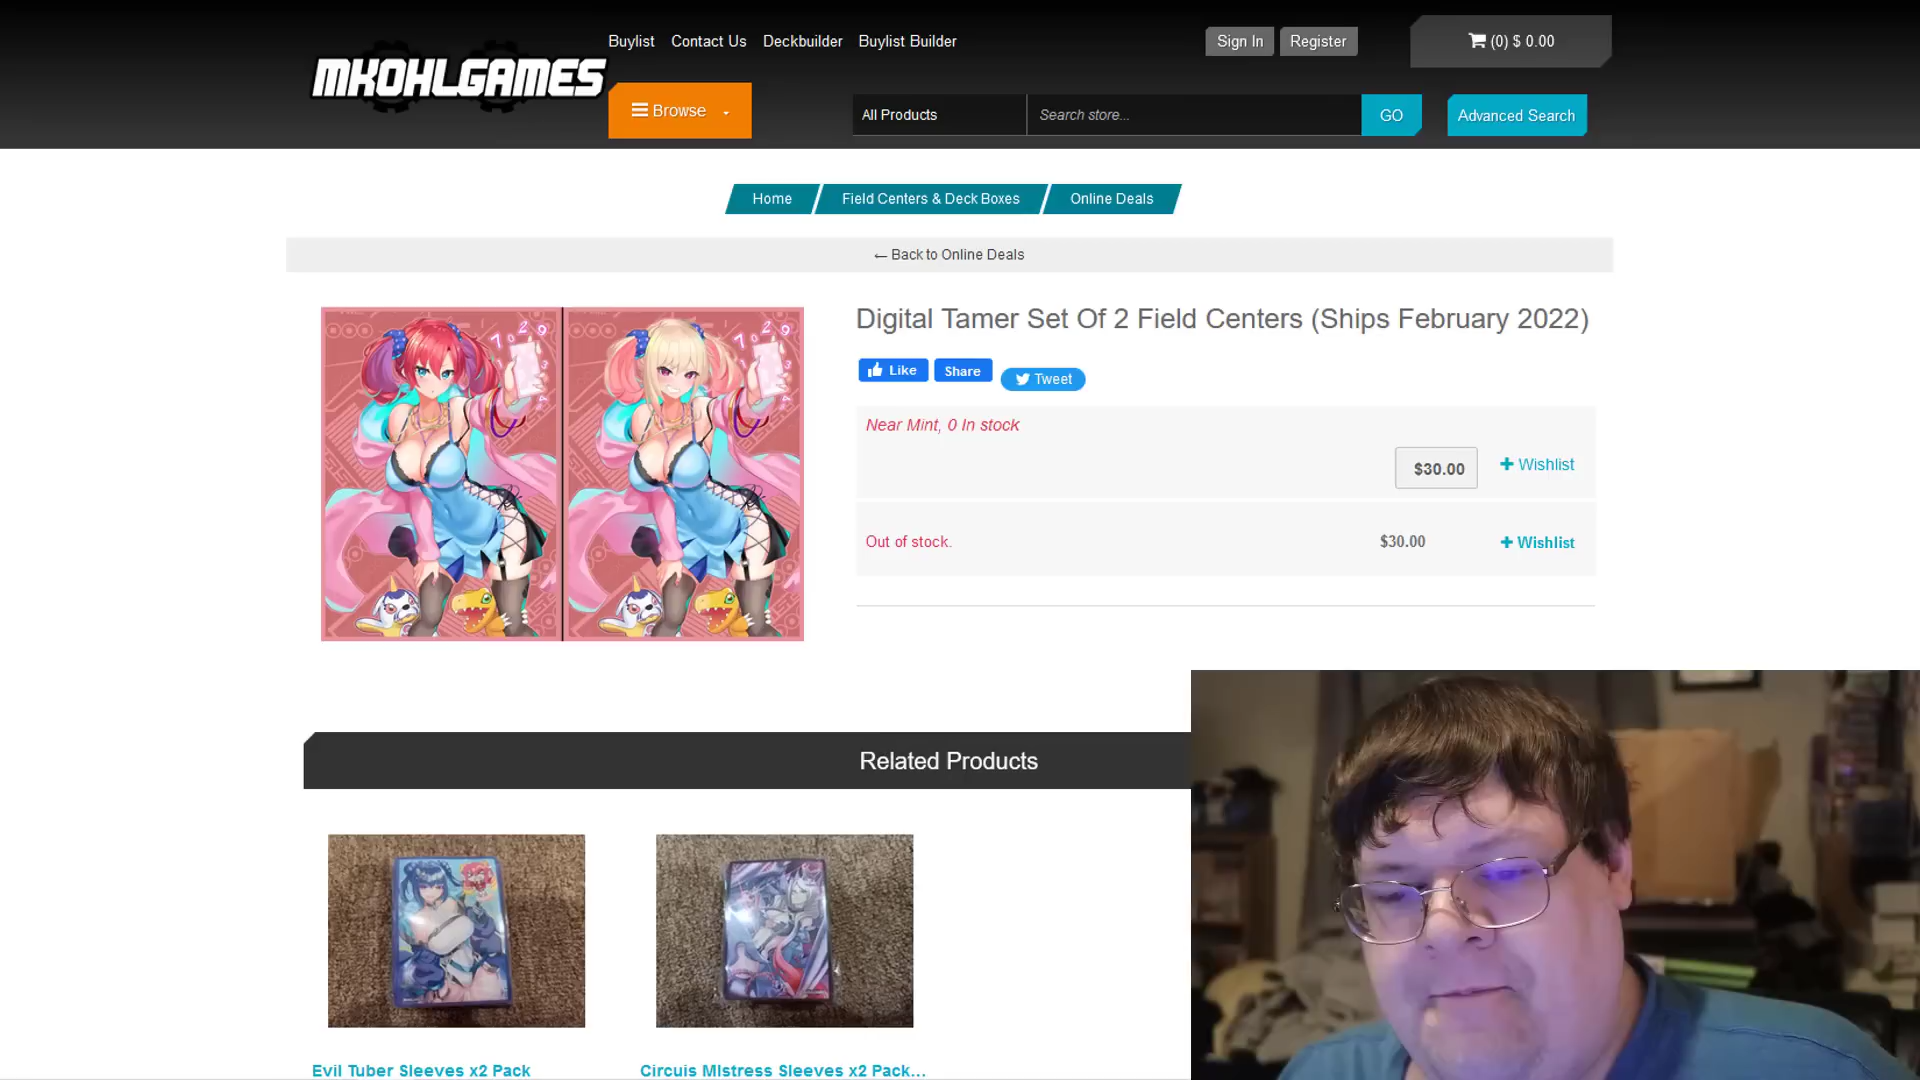 MKOHLGAMES
Buylist Contact Us Deckbuilder Buylist Builder
Sign In Register
(0) $ 0.00
Browse
All Products
Search store...
GO
Advanced Search
Home
Field Centers & Deck Boxes
Online Deals
← Back to Online Deals
Digital Tamer Set Of 2 Field Centers (Ships February 2022)
Like Share Tweet
Near Mint, 0 In stock
$30.00
+ Wishlist
Out of stock.
$30.00
+ Wishlist
Related Products
Evil Tuber Sleeves x2 Pack
Circuis MIstress Sleeves x2 Pack...